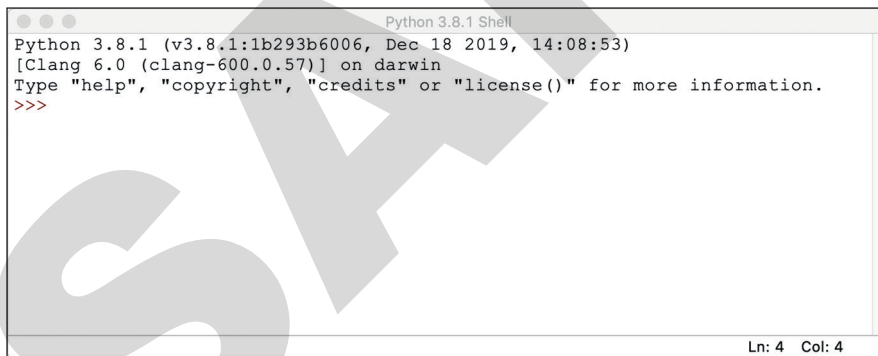 Python 3.8.1 Shell
Python 3.8.1 (v3.8.1:1b293b6006, Dec 18 2019, 14:08:53)
[Clang 6.0 (clang-600.0.57)] on darwin
Type "help", "copyright", "credits" or "license()" for more information.
>>>
Ln: 4 Col: 4